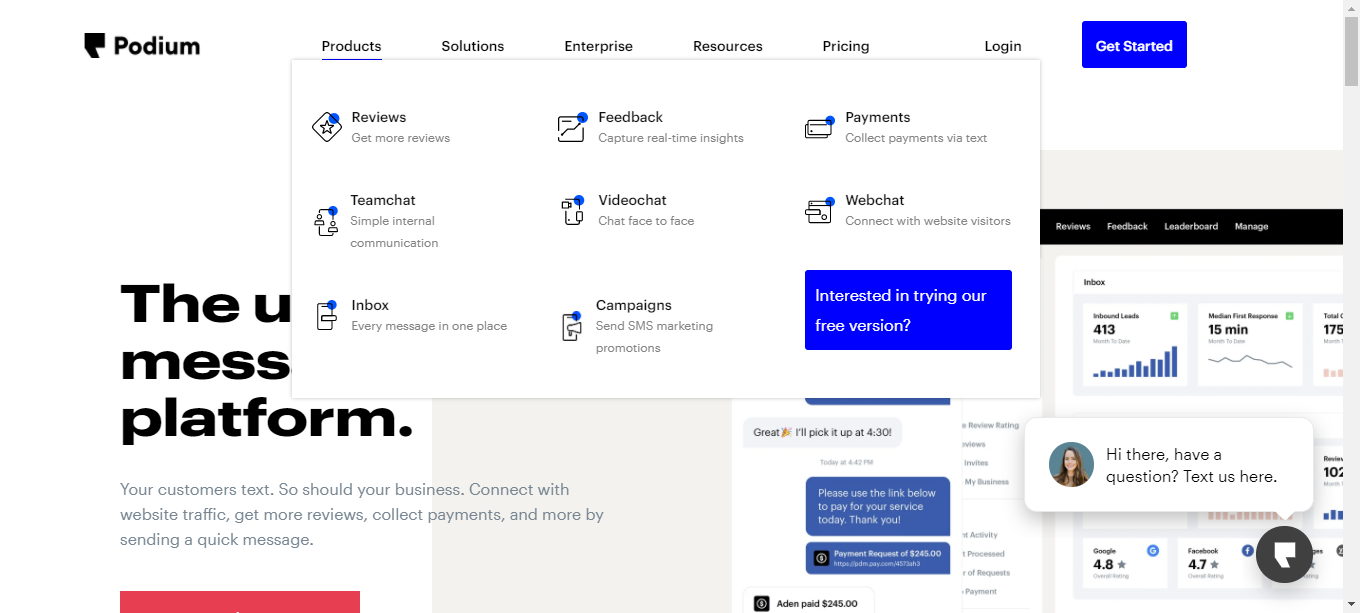 Podium
Products
Solutions
Enterprise
Resources
Pricing
Login
Get Started
Reviews
Get more reviews
Feedback
Capture real-time insights
Payments
Collect payments via text
Teamchat
Simple internal
communication
Videochat
Chat face to face
Webchat
Connect with website visitors
Inbox
Every message in one place
Campaigns
Send SMS marketing
promotions
Interested in trying our
free version?
The u
mess
platform.
Your customers text. So should your business. Connect with
website traffic, get more reviews, collect payments, and more by
sending a quick message.
Reviews
Feedback
Leaderboard
Manage
Inbox
Inbound Leads
413
Month To Date
Median First Response
15 min
Month To Date
Total C
175
Month
Great🎉 I'll pick it up at 4:30!
Today at 4:42 PM
Please use the link below
to pay for your service
today. Thank you!
Payment Request of $245.00
https://pdm.pay.com/4573ah3
Aden paid $245.00
e Review Rating
eviews
Invites
My Business
t Activity
t Processed
r of Requests
Payment
Hi there, have a
question? Text us here.
Review
102
Month
Google
4.8
Overall Rating
Facebook
4.7
Overall Rating
ges